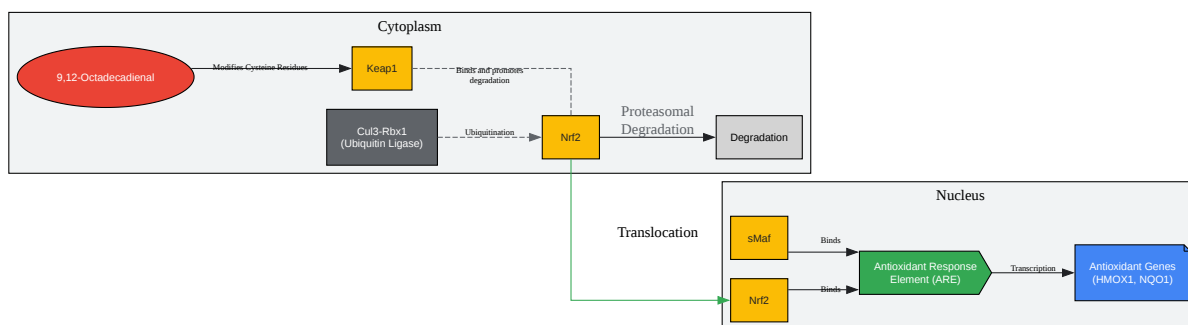 Cytoplasm
9,12-Octadecadienal
Modifies Cysteine Residues
Keap1
Binds and promotes
degradation
Cul3-Rbx1
(Ubiquitin Ligase)
Ubiquitination
Nrf2
Proteasomal
Degradation
Degradation
Translocation
Nucleus
sMaf
Binds
Nrf2
Binds
Antioxidant Response
Element (ARE)
Transcription
Antioxidant Genes
(HMOX1, NQO1)